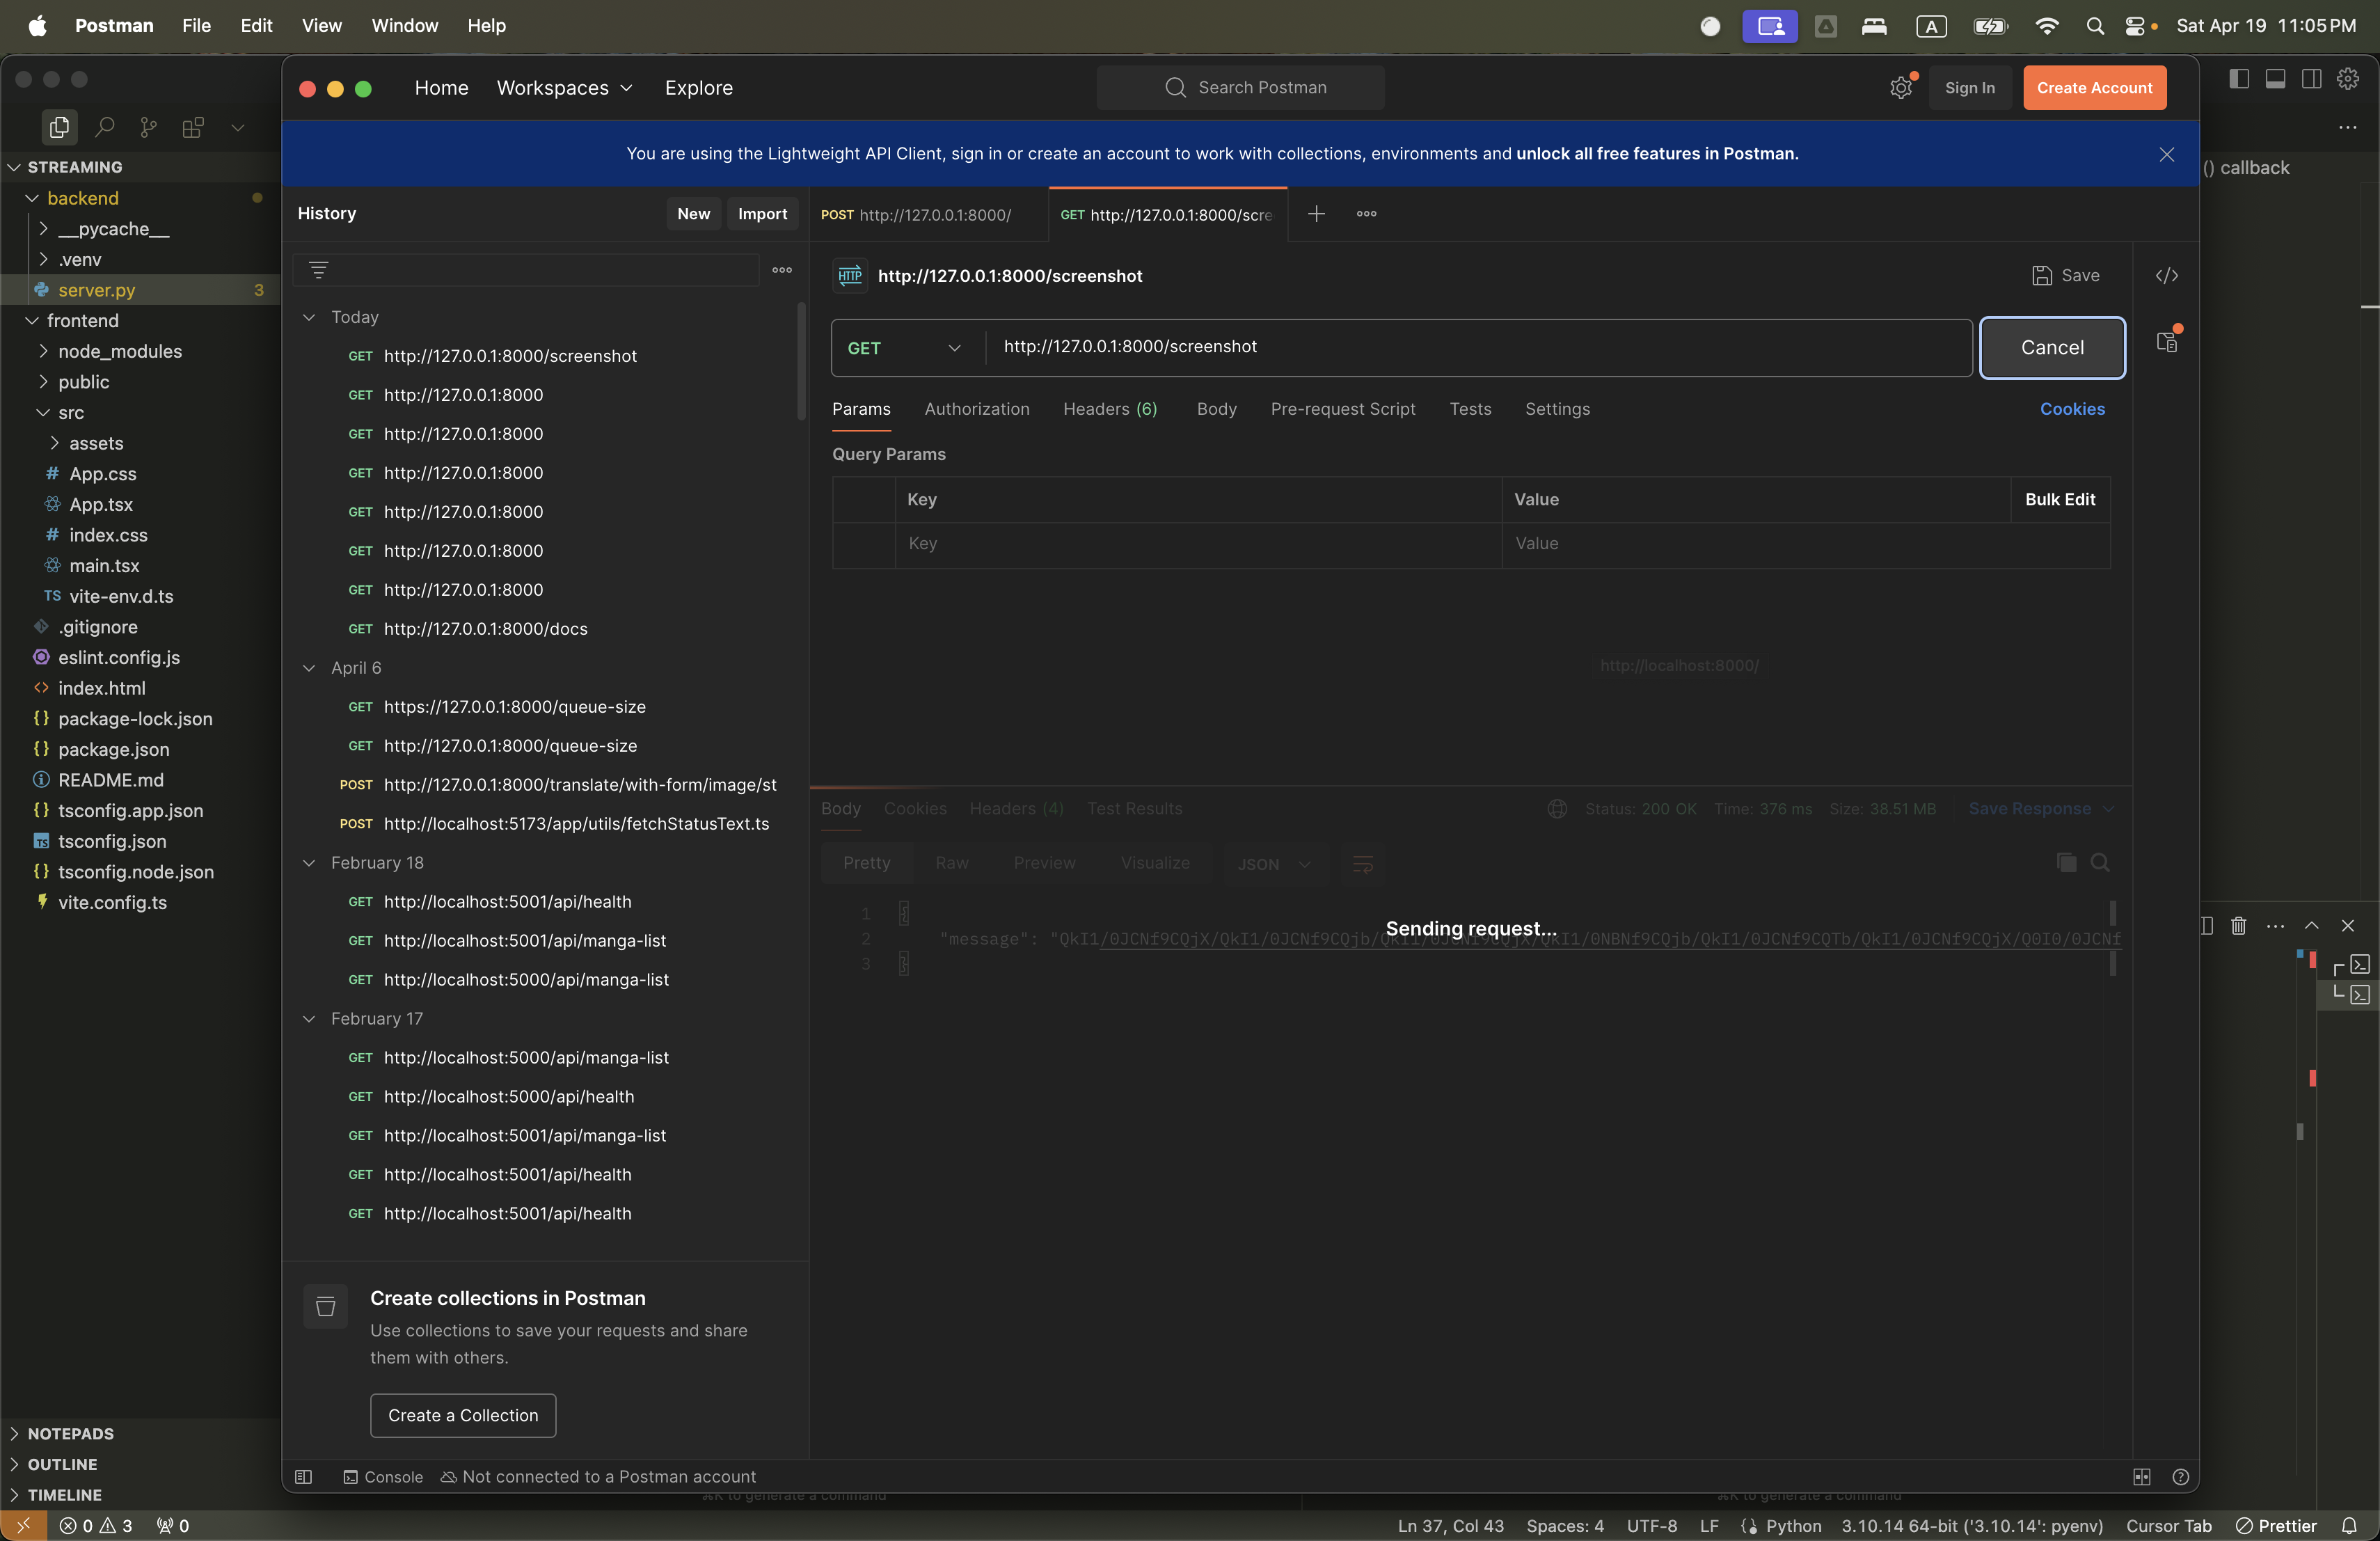 Postman File Edit View Window Help
A
Sat Apr 19 11:05 PM
Home Workspaces Explore
Search Postman
Sign In
Create Account
You are using the Lightweight API Client, sign in or create an account to work with collections, environments and unlock all free features in Postman.
() callback
STREAMING
backend
__pycache__
.venv
server.py 3
frontend
node_modules
public
src
assets
# App.css
App.tsx
# index.css
main.tsx
TS vite-env.d.ts
.gitignore
eslint.config.js
<> index.html
{} package-lock.json
{} package.json
README.md
{} tsconfig.app.json
TS tsconfig.json
{} tsconfig.node.json
vite.config.ts
NOTEPADS
OUTLINE
TIMELINE
History
New
Import
Today
GET http://127.0.0.1:8000/screenshot
GET http://127.0.0.1:8000
GET http://127.0.0.1:8000
GET http://127.0.0.1:8000
GET http://127.0.0.1:8000
GET http://127.0.0.1:8000
GET http://127.0.0.1:8000
GET http://127.0.0.1:8000/docs
April 6
GET https://127.0.0.1:8000/queue-size
GET http://127.0.0.1:8000/queue-size
POST http://127.0.0.1:8000/translate/with-form/image/st
POST http://localhost:5173/app/utils/fetchStatusText.ts
February 18
GET http://localhost:5001/api/health
GET http://localhost:5001/api/manga-list
GET http://localhost:5000/api/manga-list
February 17
GET http://localhost:5000/api/manga-list
GET http://localhost:5000/api/health
GET http://localhost:5001/api/manga-list
GET http://localhost:5001/api/health
GET http://localhost:5001/api/health
Create collections in Postman
Use collections to save your requests and share
them with others.
Create a Collection
POST http://127.0.0.1:8000/
GET http://127.0.0.1:8000/scre
HTTP http://127.0.0.1:8000/screenshot
Save
</>
GET
http://127.0.0.1:8000/screenshot
Cancel
Params Authorization Headers (6) Body Pre-request Script Tests Settings
Cookies
Query Params
Key Value Bulk Edit
Key Value
http://localhost:8000/
Body Cookies Headers (4) Test Results
Status: 200 OK Time: 376 ms Size: 38.51 MB Save Response
Pretty Raw Preview Visualize JSON
1 {
2 "message": "QkI1/0JCNf9CQjX/QkI1/0JCNf9CQjb/
Sending request...
/0NBNf9CQjb/QkI1/0JCNf9CQTb/QkI1/0JCNf9CQjX/Q0I0/0JCNf
3 }
Console
Not connected to a Postman account
⌘K to generate a command
⌘K to generate a command
0 3 0
Ln 37, Col 43 Spaces: 4 UTF-8 LF {} Python 3.10.14 64-bit ('3.10.14': pyenv) Cursor Tab Prettier